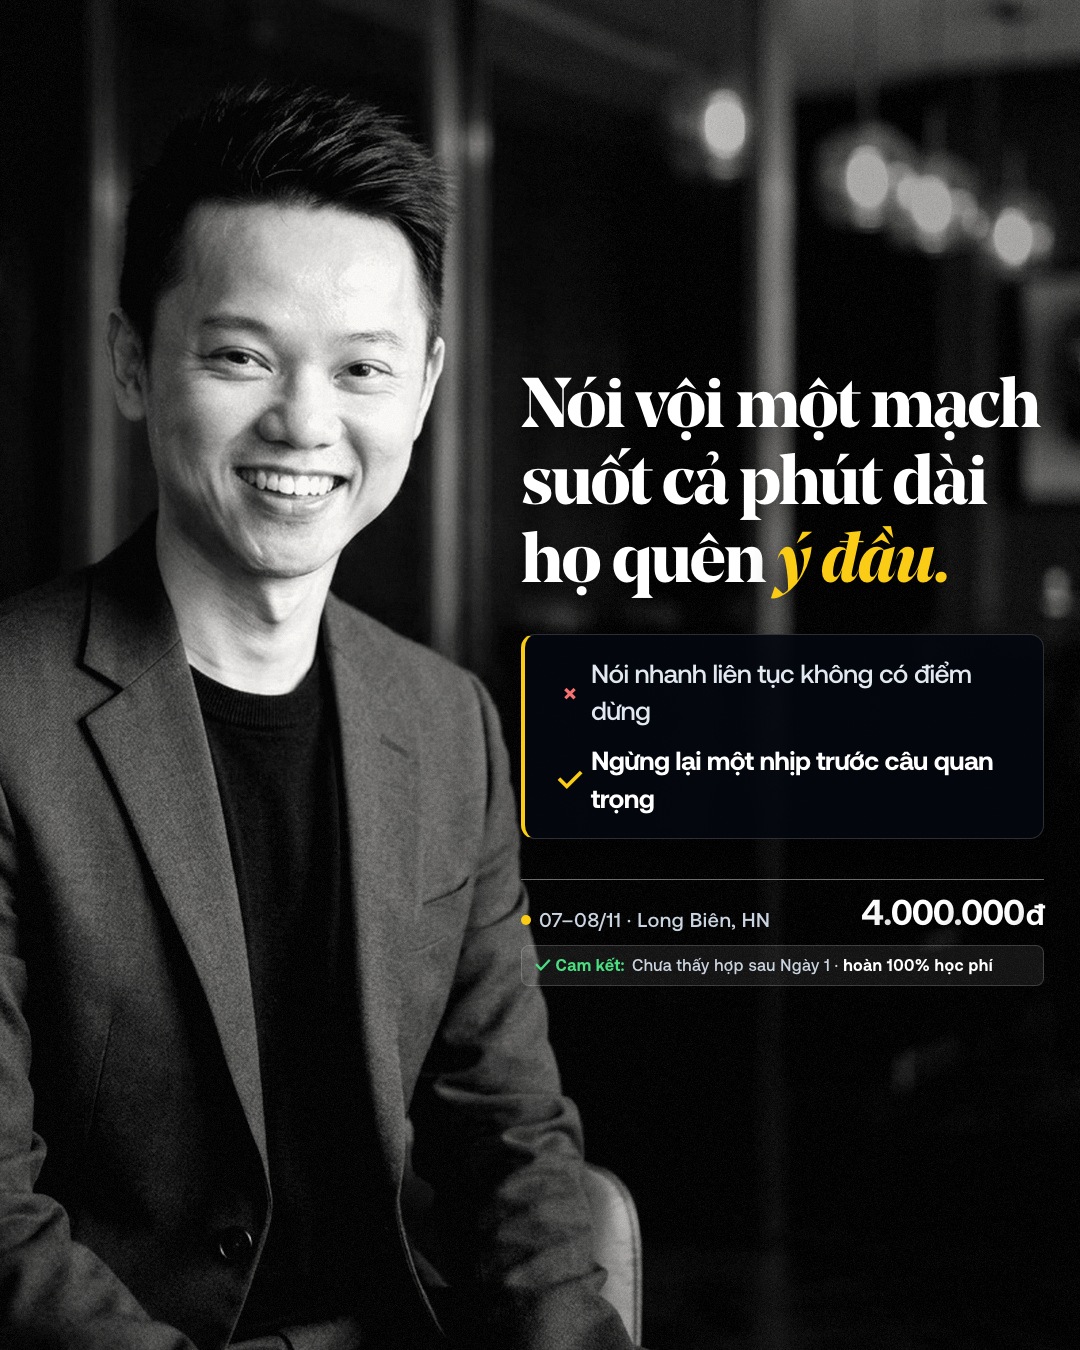 Nói vội một mạch
suốt cả phút dài
họ quên ý đầu.
Nói nhanh liên tục không có điểm
dừng
Ngừng lại một nhịp trước câu quan
trọng
07–08/11 · Long Biên, HN
4.000.000đ
Cam kết: Chưa thấy hợp sau Ngày 1 · hoàn 100% học phí